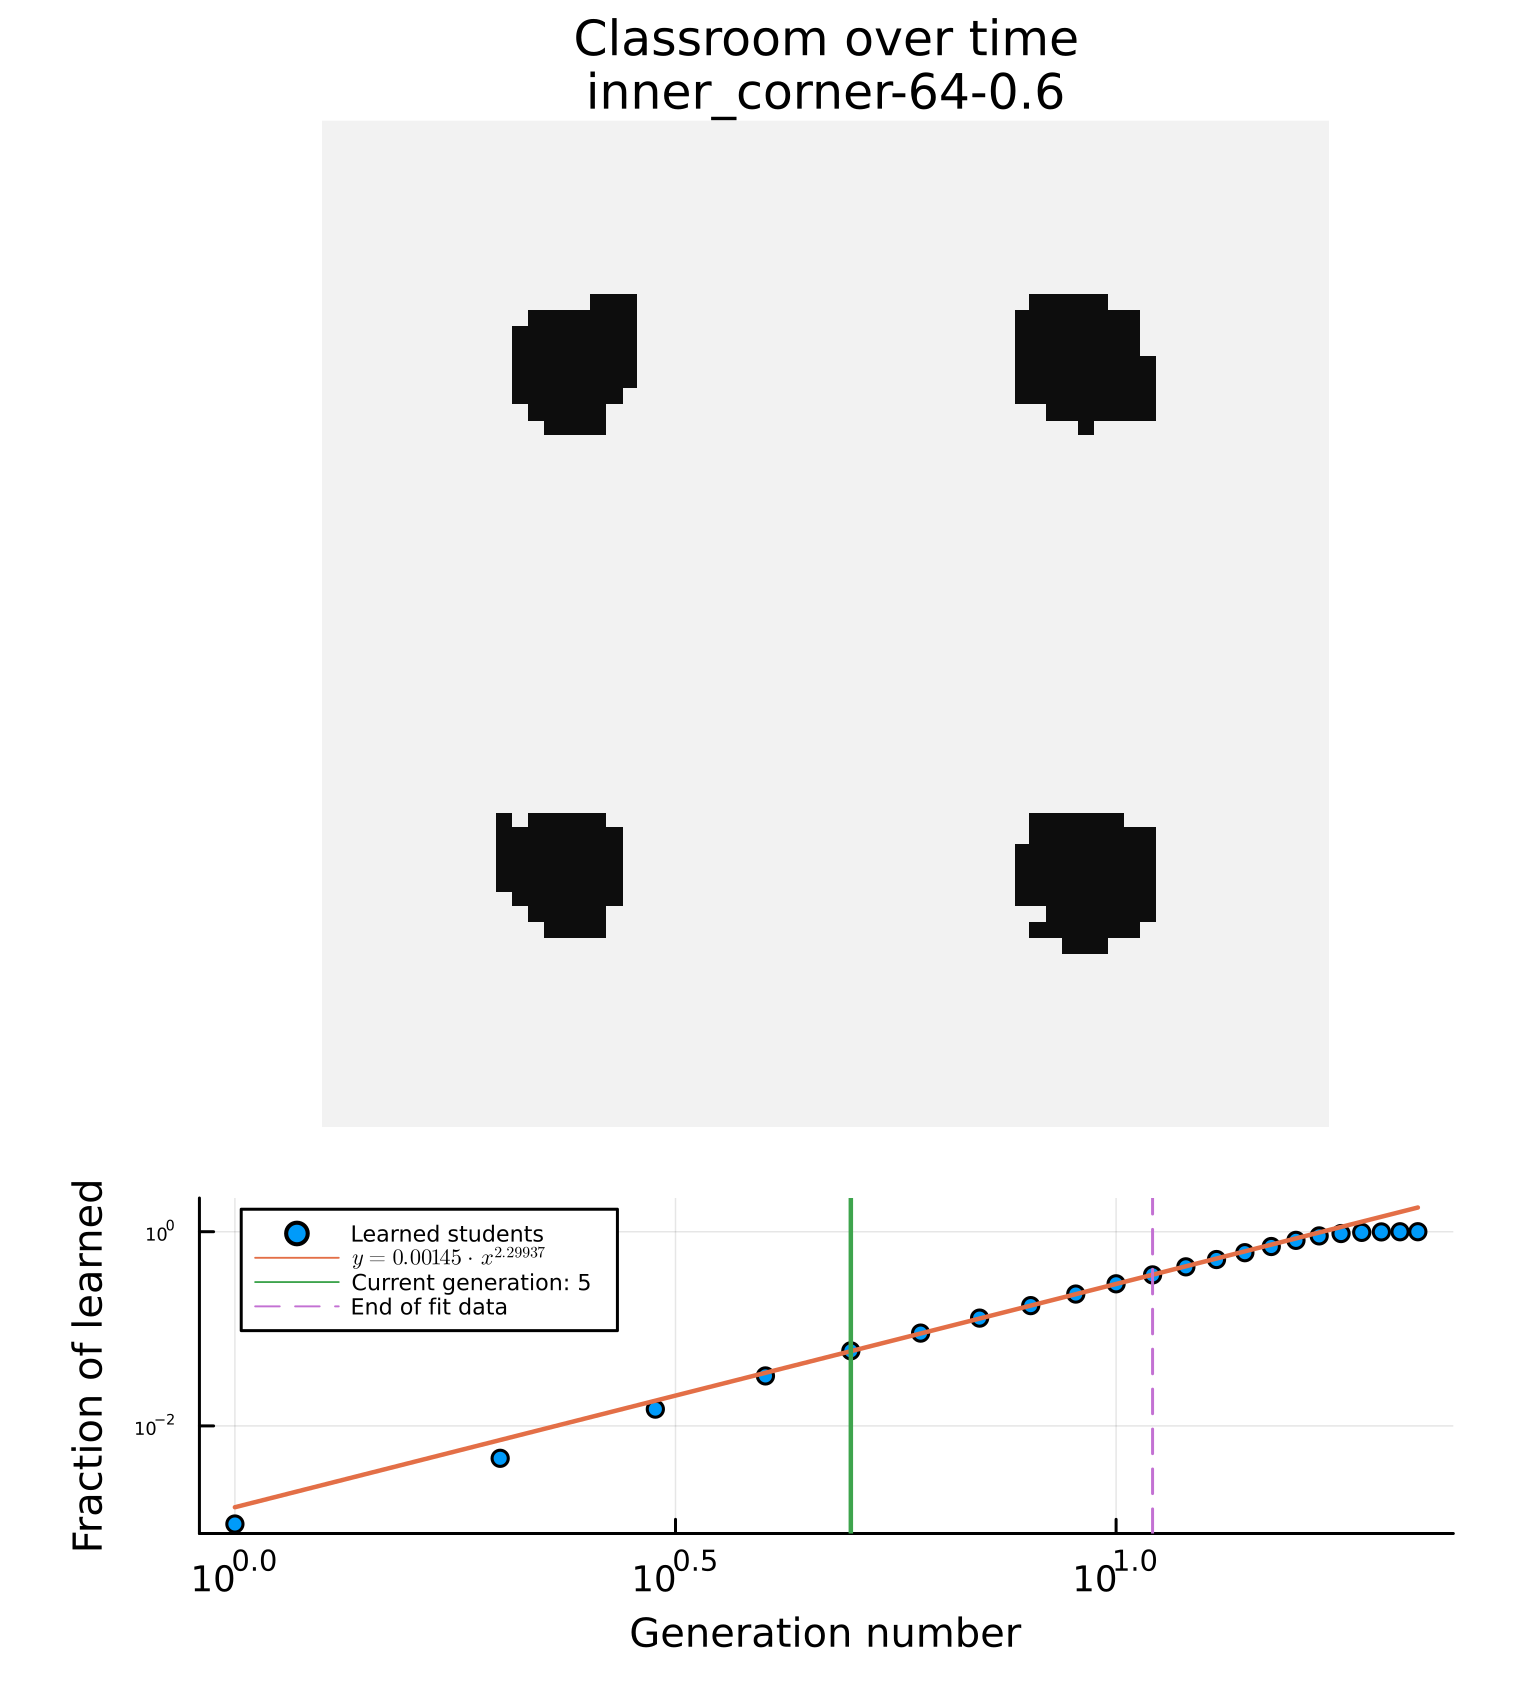 Classroom over time
inner_corner-64-0.6
Fraction of learned
10^0
10^-2
Learned students
y = 0.00145 · x^2.29937
Current generation: 5
End of fit data
10^0.0
10^0.5
10^1.0
Generation number